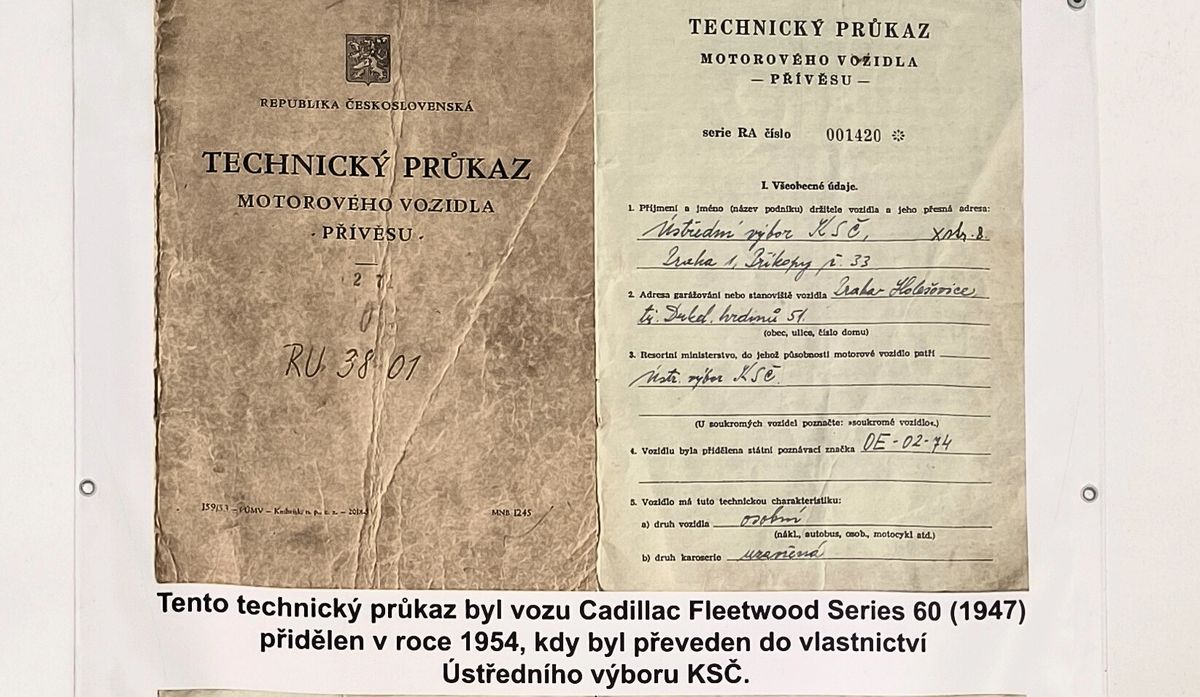 REPUBLIKA ČESKOSLOVENSKÁ
TECHNICKÝ PRŮKAZ
MOTOROVÉHO VOZIDLA
- PŘÍVĚSU -
RU 38 01
MNB 1245
TECHNICKÝ PRŮKAZ
MOTOROVÉHO VOZIDLA
— PŘÍVĚSU —
serie RA číslo 001420
I. Všeobecné údaje.
1. Příjmení a jméno (název podniku) držitele vozidla a jeho přesná adresa:
Ústřední výbor KSČ,
Praha 1, Příkopy č. 33
2. Adresa garážování nebo stanoviště vozidla Praha Holešovice,
tř. Dukel. hrdinů 51.
(obec, ulice, číslo domu)
3. Resortní ministerstvo, do jehož působnosti motorové vozidlo patří
Ústř. výbor KSČ.
(U soukromých vozidel poznačte: »soukromé vozidlo«.)
4. Vozidlu byla přidělena státní poznávací značka OE-02-74
5. Vozidlo má tuto technickou charakteristiku:
a) druh vozidla osobní
(nákl., autobus, osob., motocykl atd.)
b) druh karoserie uzavřená
Tento technický průkaz byl vozu Cadillac Fleetwood Series 60 (1947)
přidělen v roce 1954, kdy byl převeden do vlastnictví
Ústředního výboru KSČ.